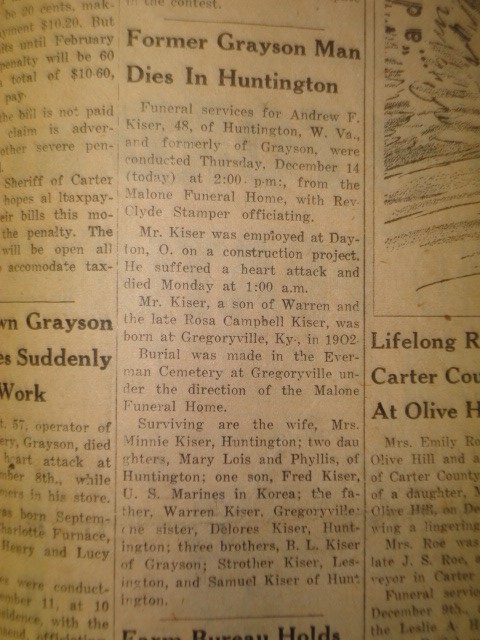 be 20 cents, mak-
yment $10.20. But
until February
penalty will be 60
total of $10.60,
pay
the bill is not paid
claim is adver-
other severe pen-
Sheriff of Carter
hopes al ltaxpay-
eir bills this mo-
the penalty. The
will be open all
accomodate tax-
wn Grayson
es Suddenly
Work
57, operator of
ery, Grayson, died
heart attack at
mber 8th., while
mers in his store.
as born Septem-
Charlotte Furnace,
Henry and Lucy
es were conduct-
mber 11, at 10
sidence, with the
in the contest.
Former Grayson Man
Dies In Huntington
Funeral services for Andrew F.
Kiser, 48, of Huntington, W. Va.,
and formerly of Grayson, were
conducted Thursday, December 14
(today) at 2:00 p.m:, from the
Malone Funeral Home, with Rev.
Clyde Stamper officiating.
Mr. Kiser was employed at Day-
ton, O. on a construction project.
He suffered a heart attack and
died Monday at 1:00 a.m.
Mr. Kiser, a son of Warren and
the late Rosa Campbell Kiser, was
born at Gregoryville, Ky., in 1902.
Burial was made in the Ever-
man Cemetery at Gregoryville un-
der the direction of the Malone
Funeral Home.
Surviving are the wife, Mrs.
Minnie Kiser, Huntington; two dau
ghters, Mary Lois and Phyllis, of
Huntington; one son, Fred Kiser,
U. S. Marines in Korea; the fa-
ther, Warren Kiser, Gregoryville;
one sister, Delores Kiser, Hunt-
ington; three brothers, B. L. Kiser
of Grayson; Strother Kiser, Les-
ington, and Samuel Kiser of Hunt
ington.
Farm Bureau Holds
Lifelong R
Carter Cou
At Olive H
Mrs. Emily Ro
Olive Hill and a
of Carter County
of a daughter, M
Olive Hill, on De
wing a lingering
Mrs. Roe was
late J. S. Roe, a
veyor in Carter
Funeral servic
December 9th., a
the Leslie A H